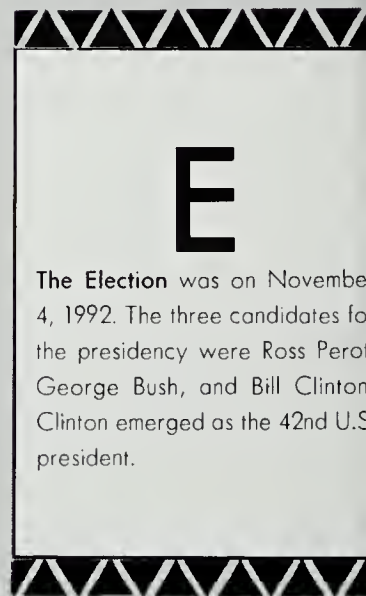 E
The Election was on Novembe
4, 1992. The three candidates fo
the presidency were Ross Perot
George Bush, and Bill Clinton
Clinton emerged as the 42nd U.S
president.